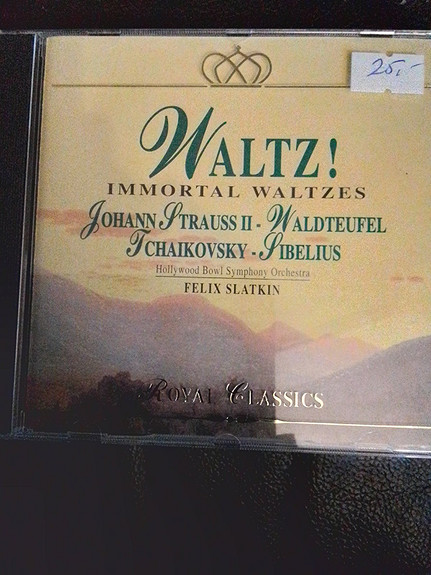 25,-
WALTZ!
IMMORTAL WALTZES
JOHANN STRAUSS II - WALDTEUFEL
TCHAIKOVSKY - SIBELIUS
Hollywood Bowl Symphony Orchestra
FELIX SLATKIN
ROYAL CLASSICS